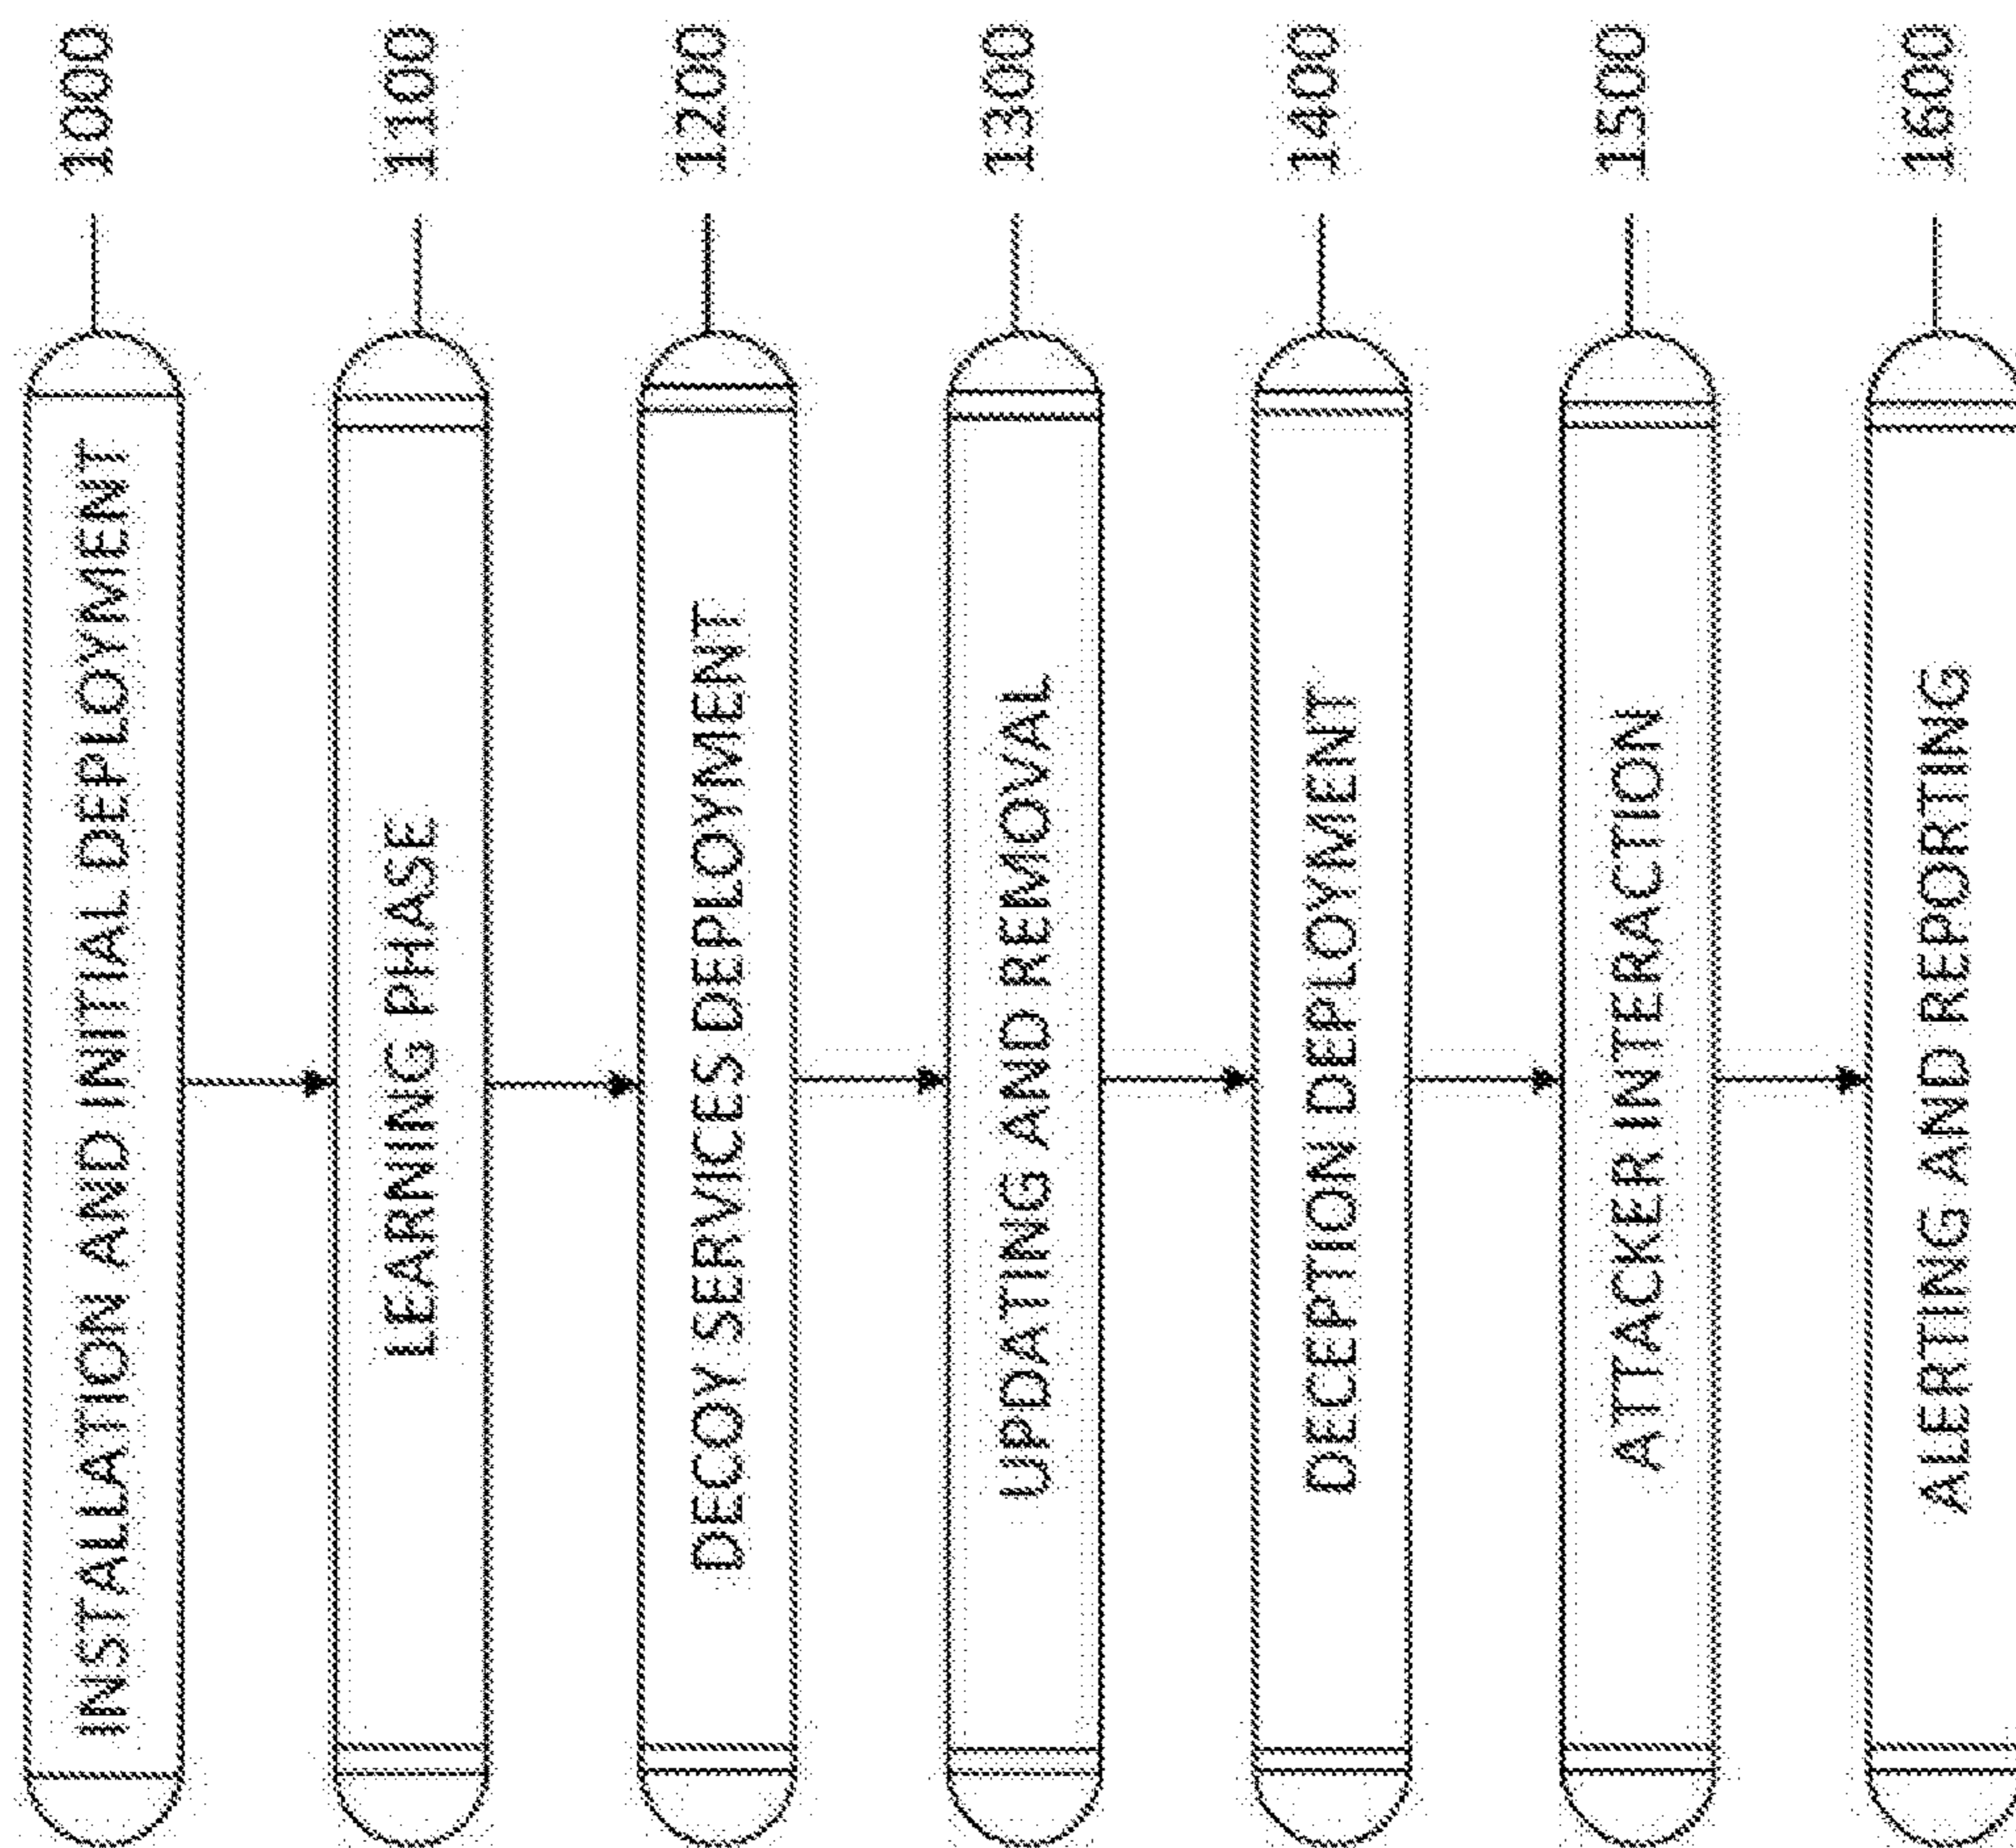 INSTALLATION AND INITIAL DEPLOYMENT
1000
LEARNING PHASE
1100
DECOY SERVICES DEPLOYMENT
1200
UPDATING AND REMOVAL
1300
DECEPTION DEPLOYMENT
1400
ATTACKER INTERACTION
1500
ALERTING AND REPORTING
1600